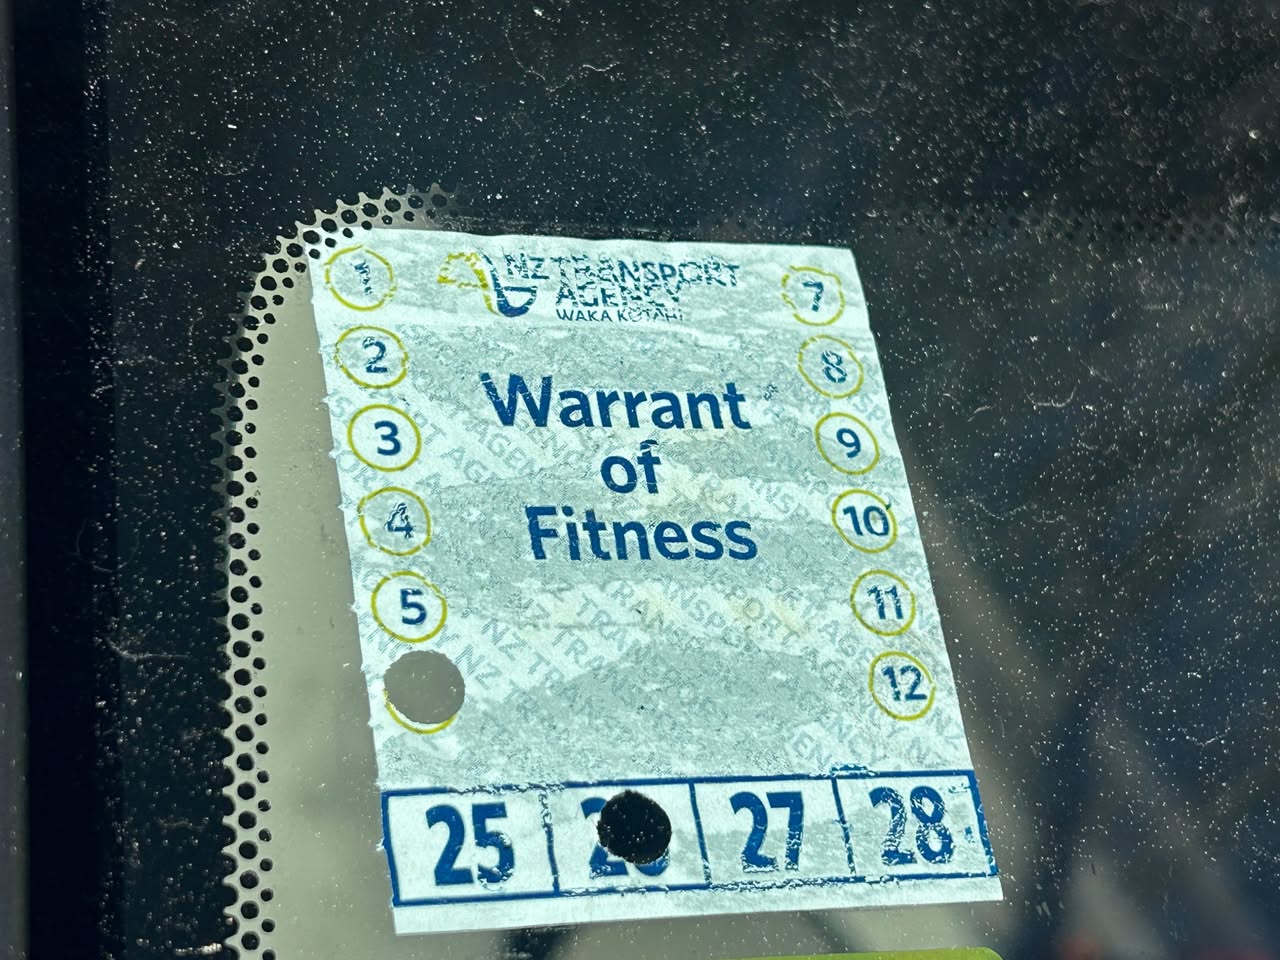 1
NZ TRANSPORT
AGENCY
WAKA KOTAHI
7
2
8
Warrant
3
9
of
4
10
Fitness
5
11
12
25
27
28